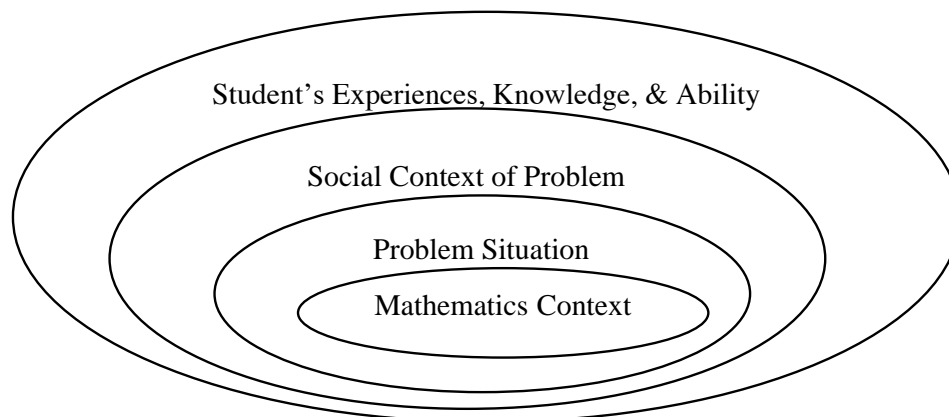 Student’s Experiences, Knowledge, & Ability
Social Context of Problem
Problem Situation
Mathematics Context